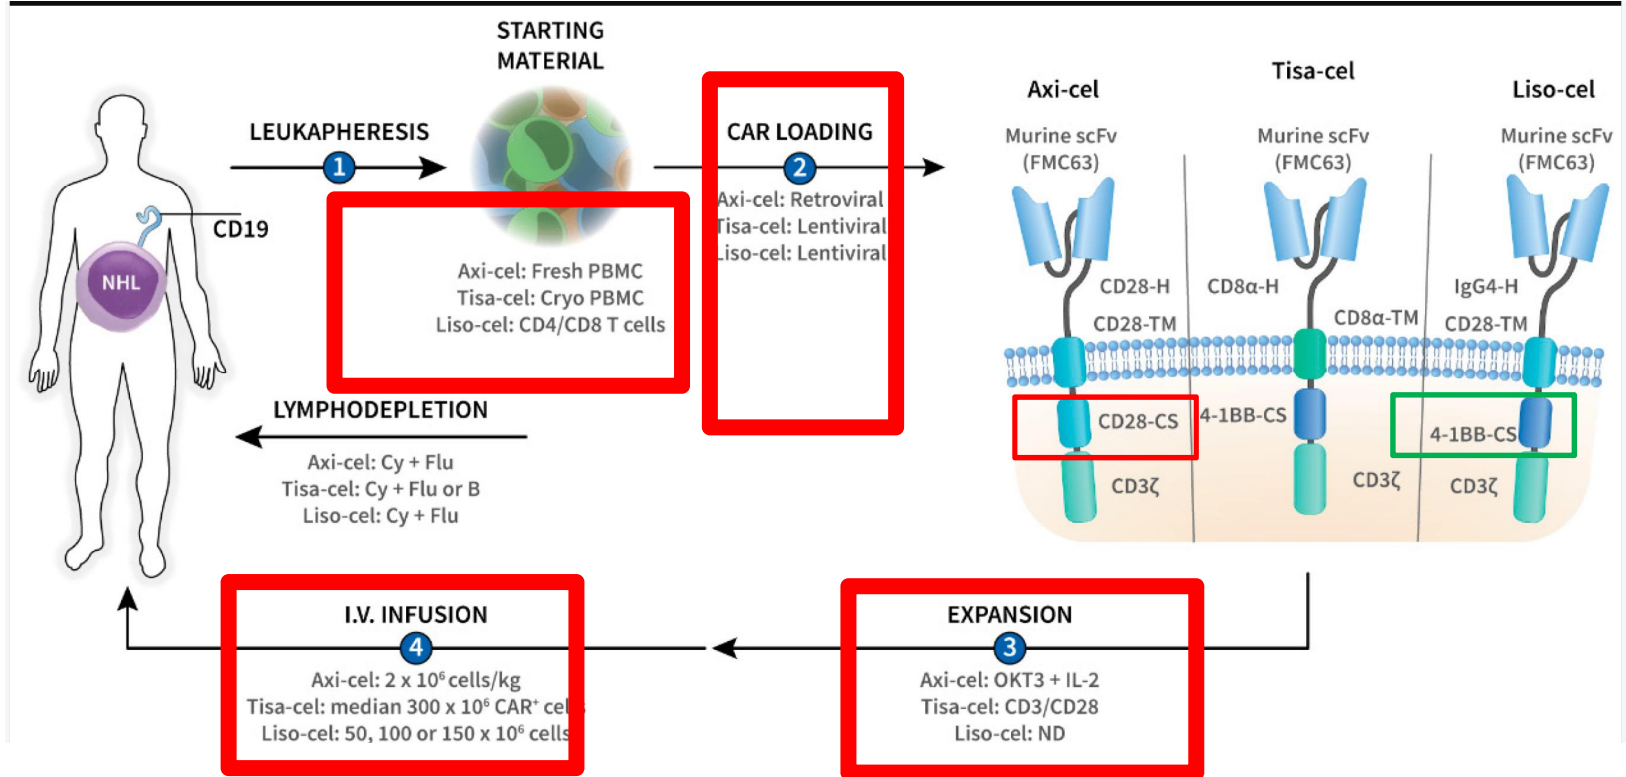 STARTING
MATERIAL
LEUKAPHERESIS
1
CD19
NHL
Axi-cel: Fresh PBMC
Tisa-cel: Cryo PBMC
Liso-cel: CD4/CD8 T cells
CAR LOADING
2
Axi-cel: Retroviral
Tisa-cel: Lentiviral
Liso-cel: Lentiviral
Axi-cel
Murine scFv
(FMC63)
CD28-H
CD28-TM
CD28-CS
CD3ζ
Tisa-cel
Murine scFv
(FMC63)
CD8α-H
CD8α-TM
4-1BB-CS
CD3ζ
Liso-cel
Murine scFv
(FMC63)
IgG4-H
CD28-TM
4-1BB-CS
CD3ζ
LYMPHODEPLETION
Axi-cel: Cy + Flu
Tisa-cel: Cy + Flu or B
Liso-cel: Cy + Flu
EXPANSION
3
Axi-cel: OKT3 + IL-2
Tisa-cel: CD3/CD28
Liso-cel: ND
I.V. INFUSION
4
Axi-cel: 2 x 10⁶ cells/kg
Tisa-cel: median 300 x 10⁶ CAR⁺ cells
Liso-cel: 50, 100 or 150 x 10⁶ cells